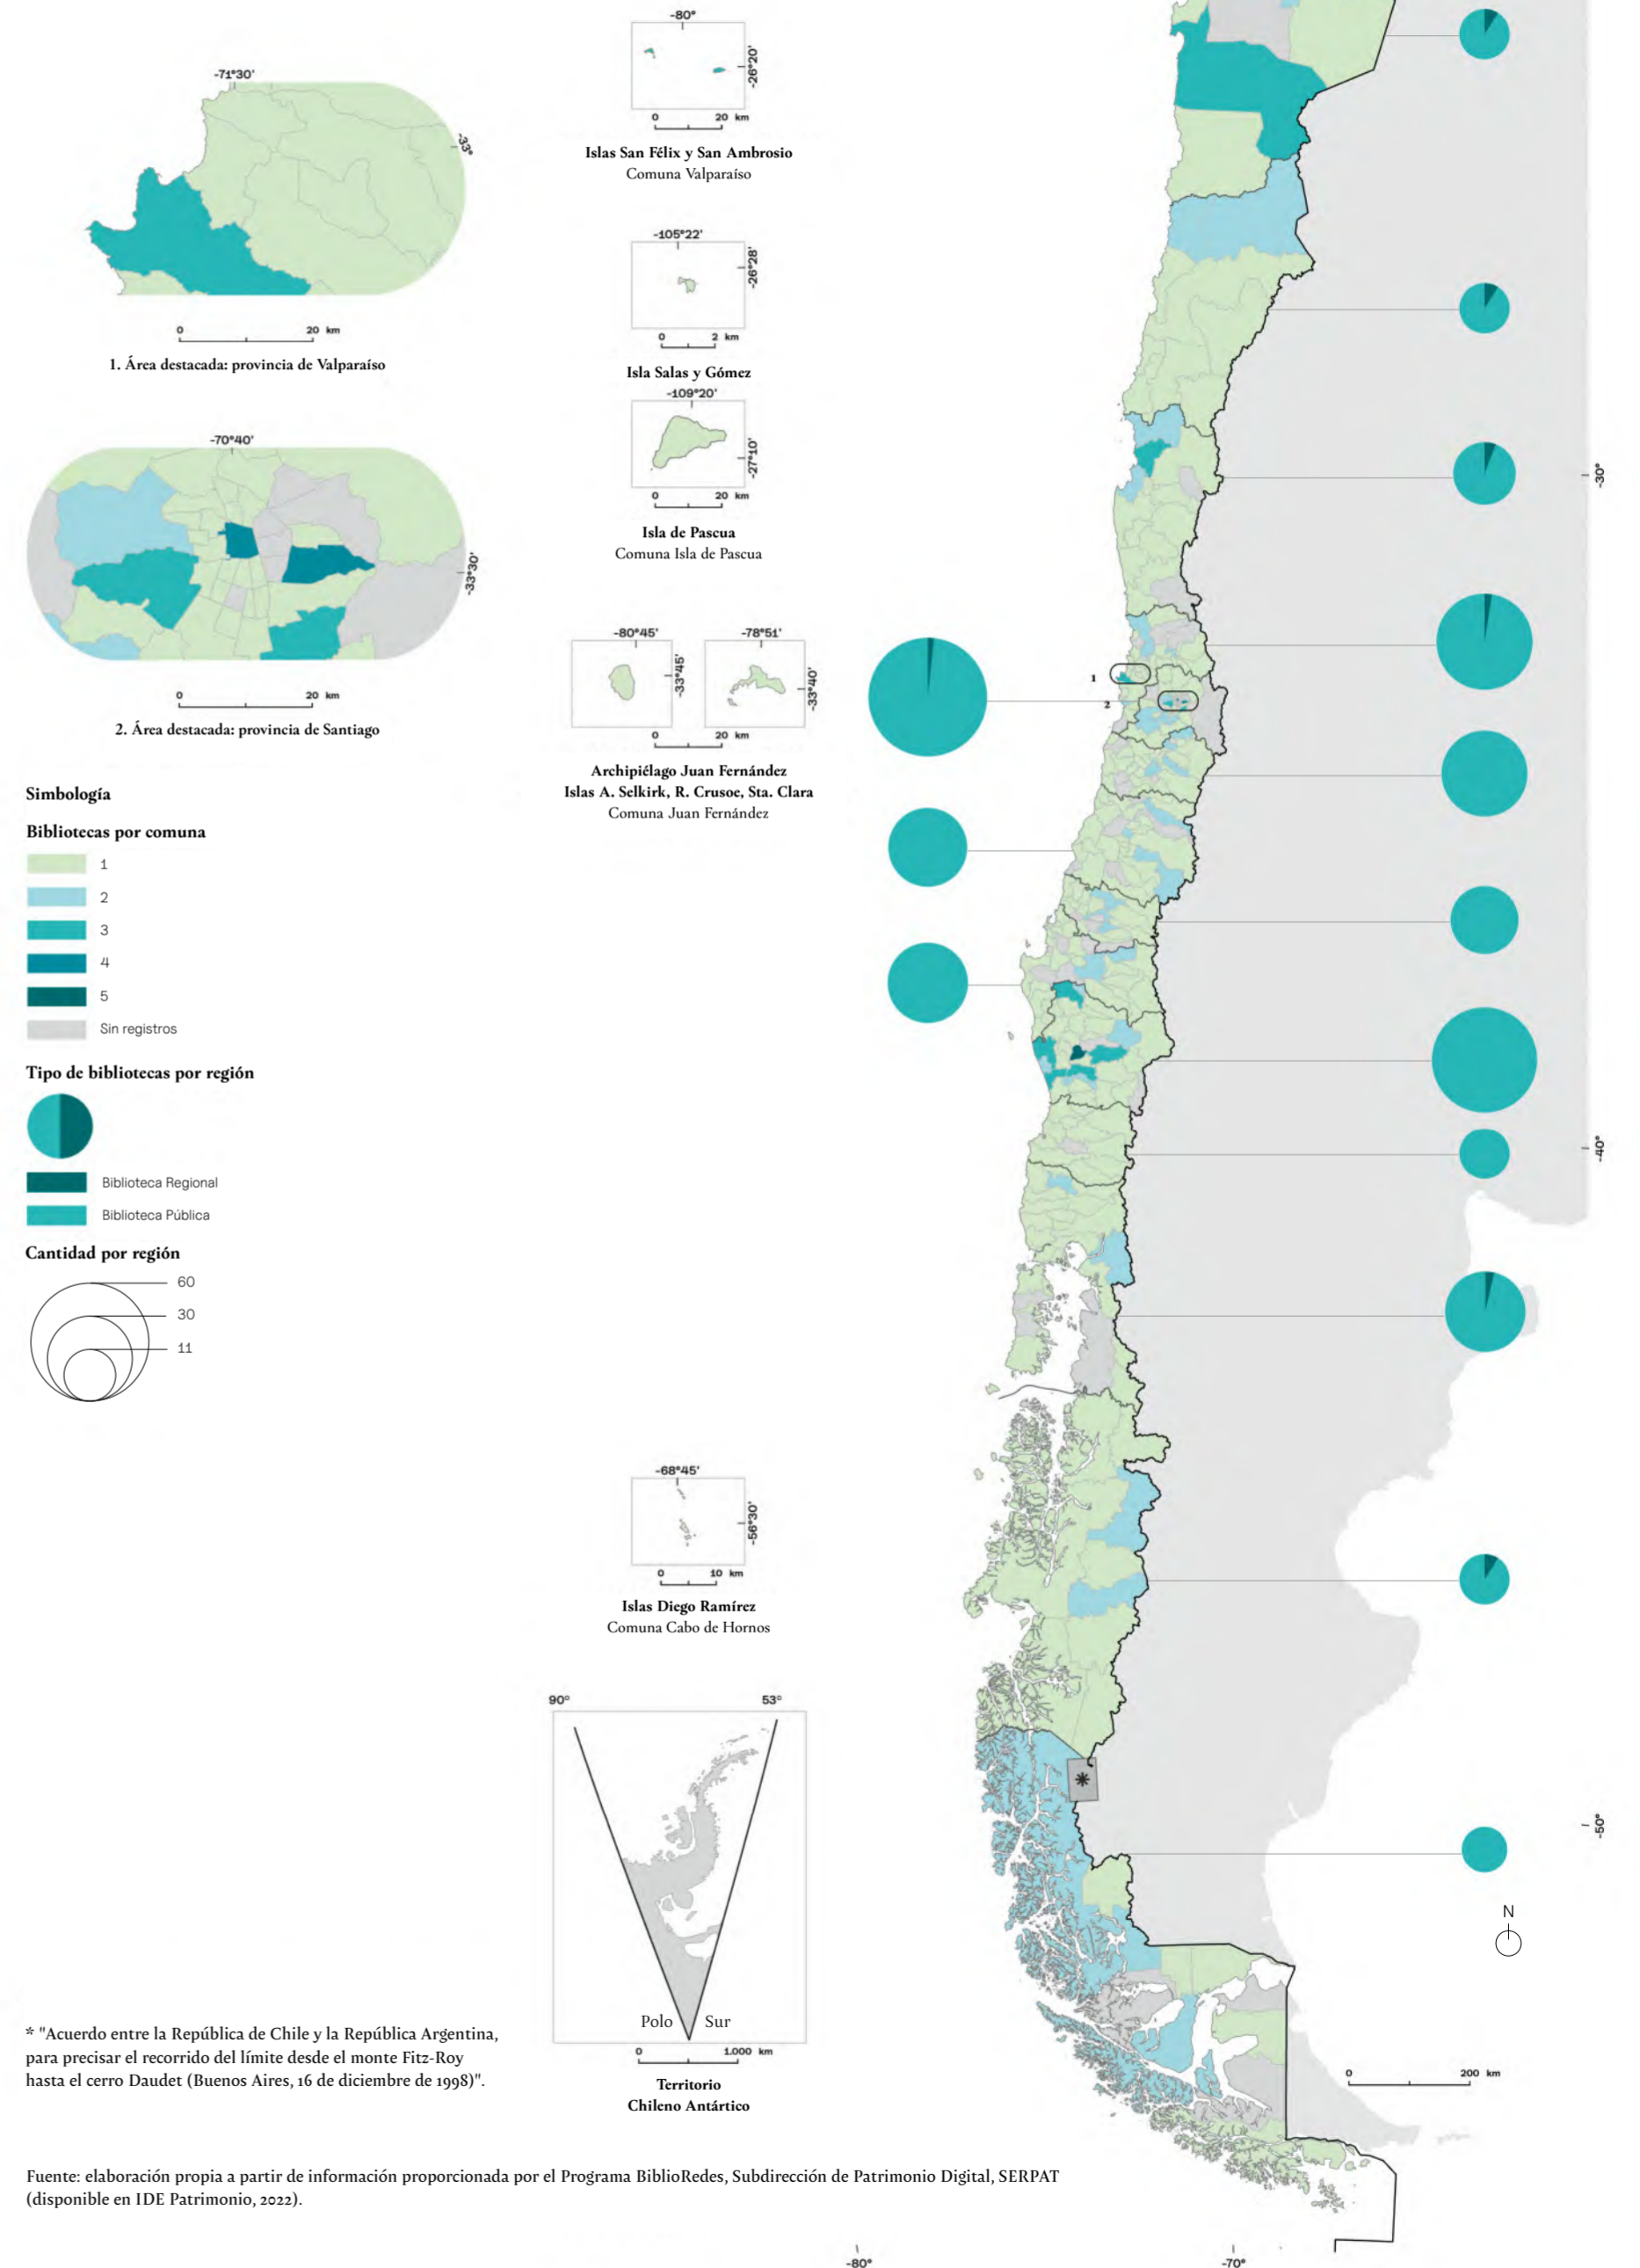 -71°30'
-33°
0 20 km
1. Área destacada: provincia de Valparaíso
-70°40'
-33°30'
0 20 km
2. Área destacada: provincia de Santiago
Simbología
Bibliotecas por comuna
1
2
3
4
5
Sin registros
Tipo de bibliotecas por región
Biblioteca Regional
Biblioteca Pública
Cantidad por región
60
30
11
-80°
-26°20'
0 20 km
Islas San Félix y San Ambrosio
Comuna Valparaíso
-105°22'
-26°28'
0 2 km
Isla Salas y Gómez
-109°20'
-27°10'
0 20 km
Isla de Pascua
Comuna Isla de Pascua
-80°45'
-33°45'
-78°51'
-33°40'
0 20 km
Archipiélago Juan Fernández
Islas A. Selkirk, R. Crusoe, Sta. Clara
Comuna Juan Fernández
-68°45'
-56°30'
0 10 km
Islas Diego Ramírez
Comuna Cabo de Hornos
90° 53°
Polo Sur
0 1.000 km
Territorio
Chileno Antártico
1
2
*
-30°
-40°
-50°
N
0 200 km
-80° -70°
* "Acuerdo entre la República de Chile y la República Argentina,
para precisar el recorrido del límite desde el monte Fitz-Roy
hasta el cerro Daudet (Buenos Aires, 16 de diciembre de 1998)".
Fuente: elaboración propia a partir de información proporcionada por el Programa BiblioRedes, Subdirección de Patrimonio Digital, SERPAT
(disponible en IDE Patrimonio, 2022).